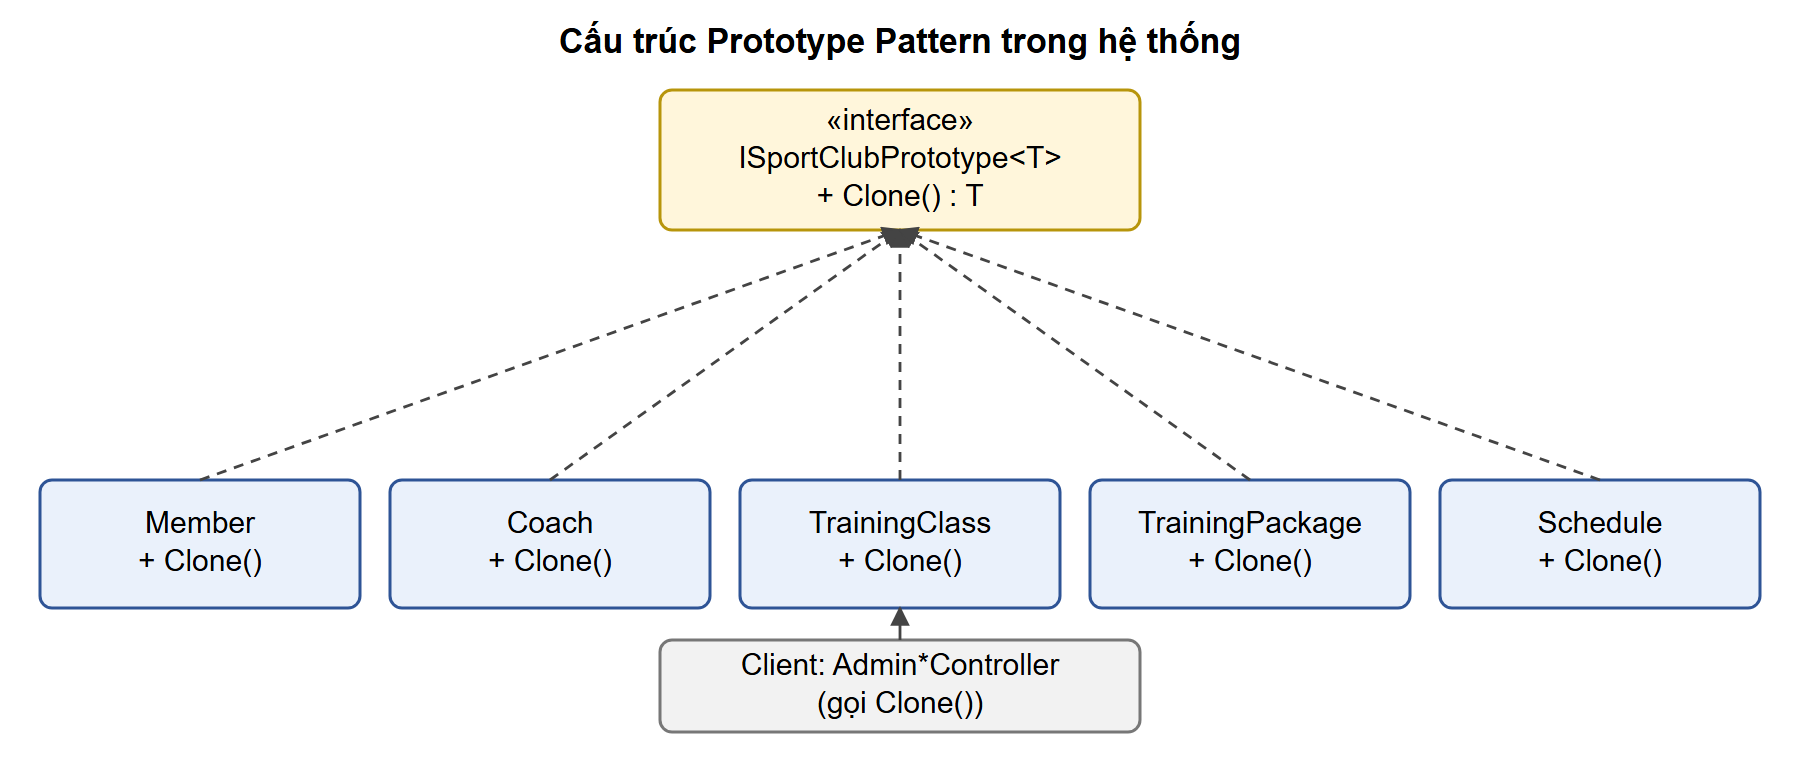 Cấu trúc Prototype Pattern trong hệ thống
«interface»
ISportClubPrototype<T>
+ Clone() : T
Member
+ Clone()
Coach
+ Clone()
TrainingClass
+ Clone()
TrainingPackage
+ Clone()
Schedule
+ Clone()
Client: Admin*Controller
(gọi Clone())